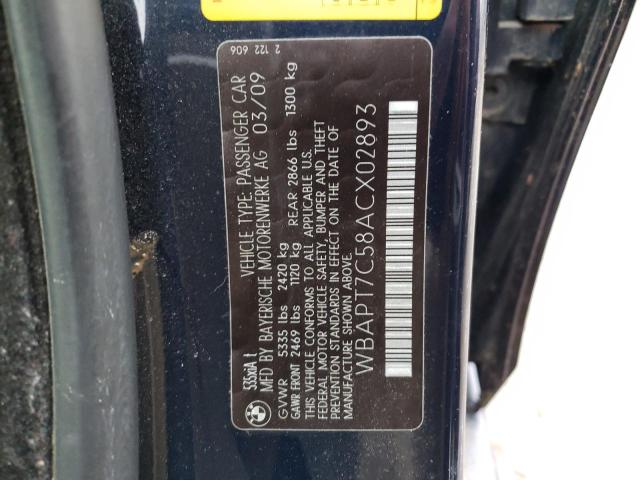 2 122 606
335xiA t
VEHICLE TYPE: PASSENGER CAR
MFD BY BAYERISCHE MOTORENWERKE AG 03/09
GVWR 5335 lbs 2420 kg
GAWR FRONT 2469 lbs 1120 kg REAR 2866 lbs 1300 kg
THIS VEHICLE CONFORMS TO ALL APPLICABLE U.S.
FEDERAL MOTOR VEHICLE SAFETY, BUMPER AND THEFT
PREVENTION STANDARDS IN EFFECT ON THE DATE OF
MANUFACTURE SHOWN ABOVE.
WBAPT7C58ACX02893